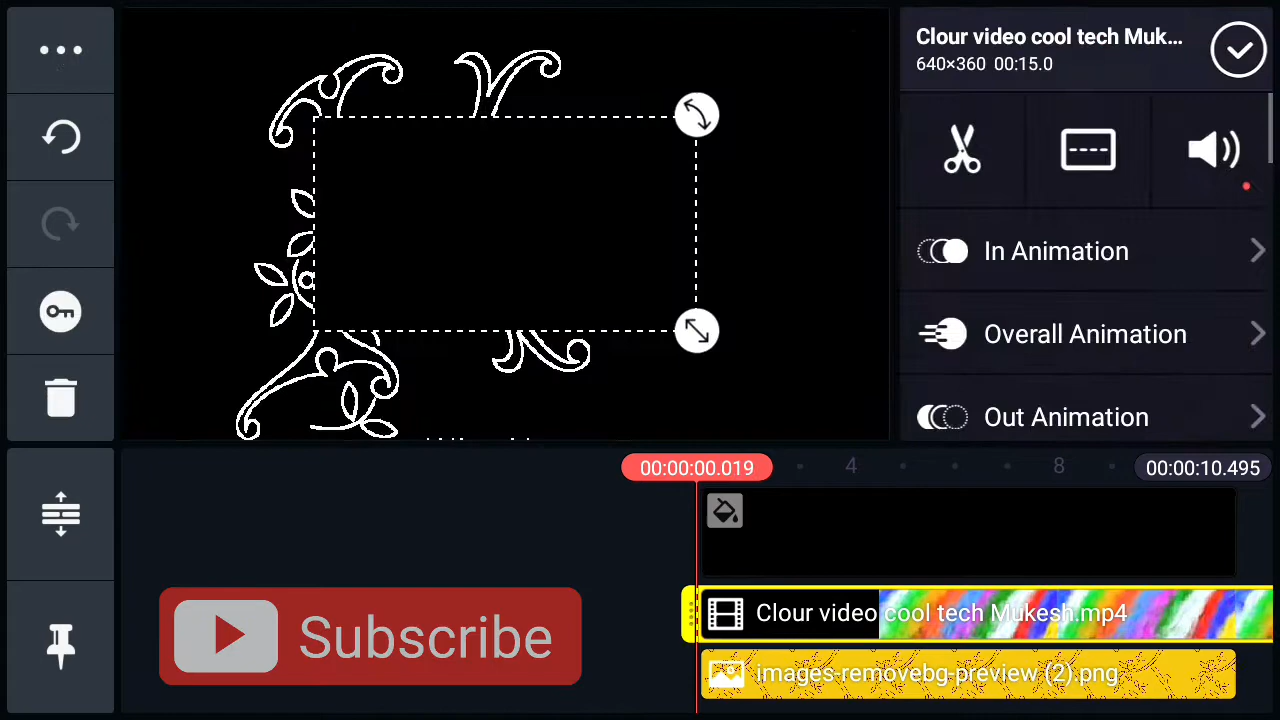 Clour video cool tech Muk...
640×360 00:15.0
In Animation
Overall Animation
Out Animation
00:00:00.019
4
8
00:00:10.495
Clour video cool tech Mukesh.mp4
Subscribe
images-removebg-preview (2).png